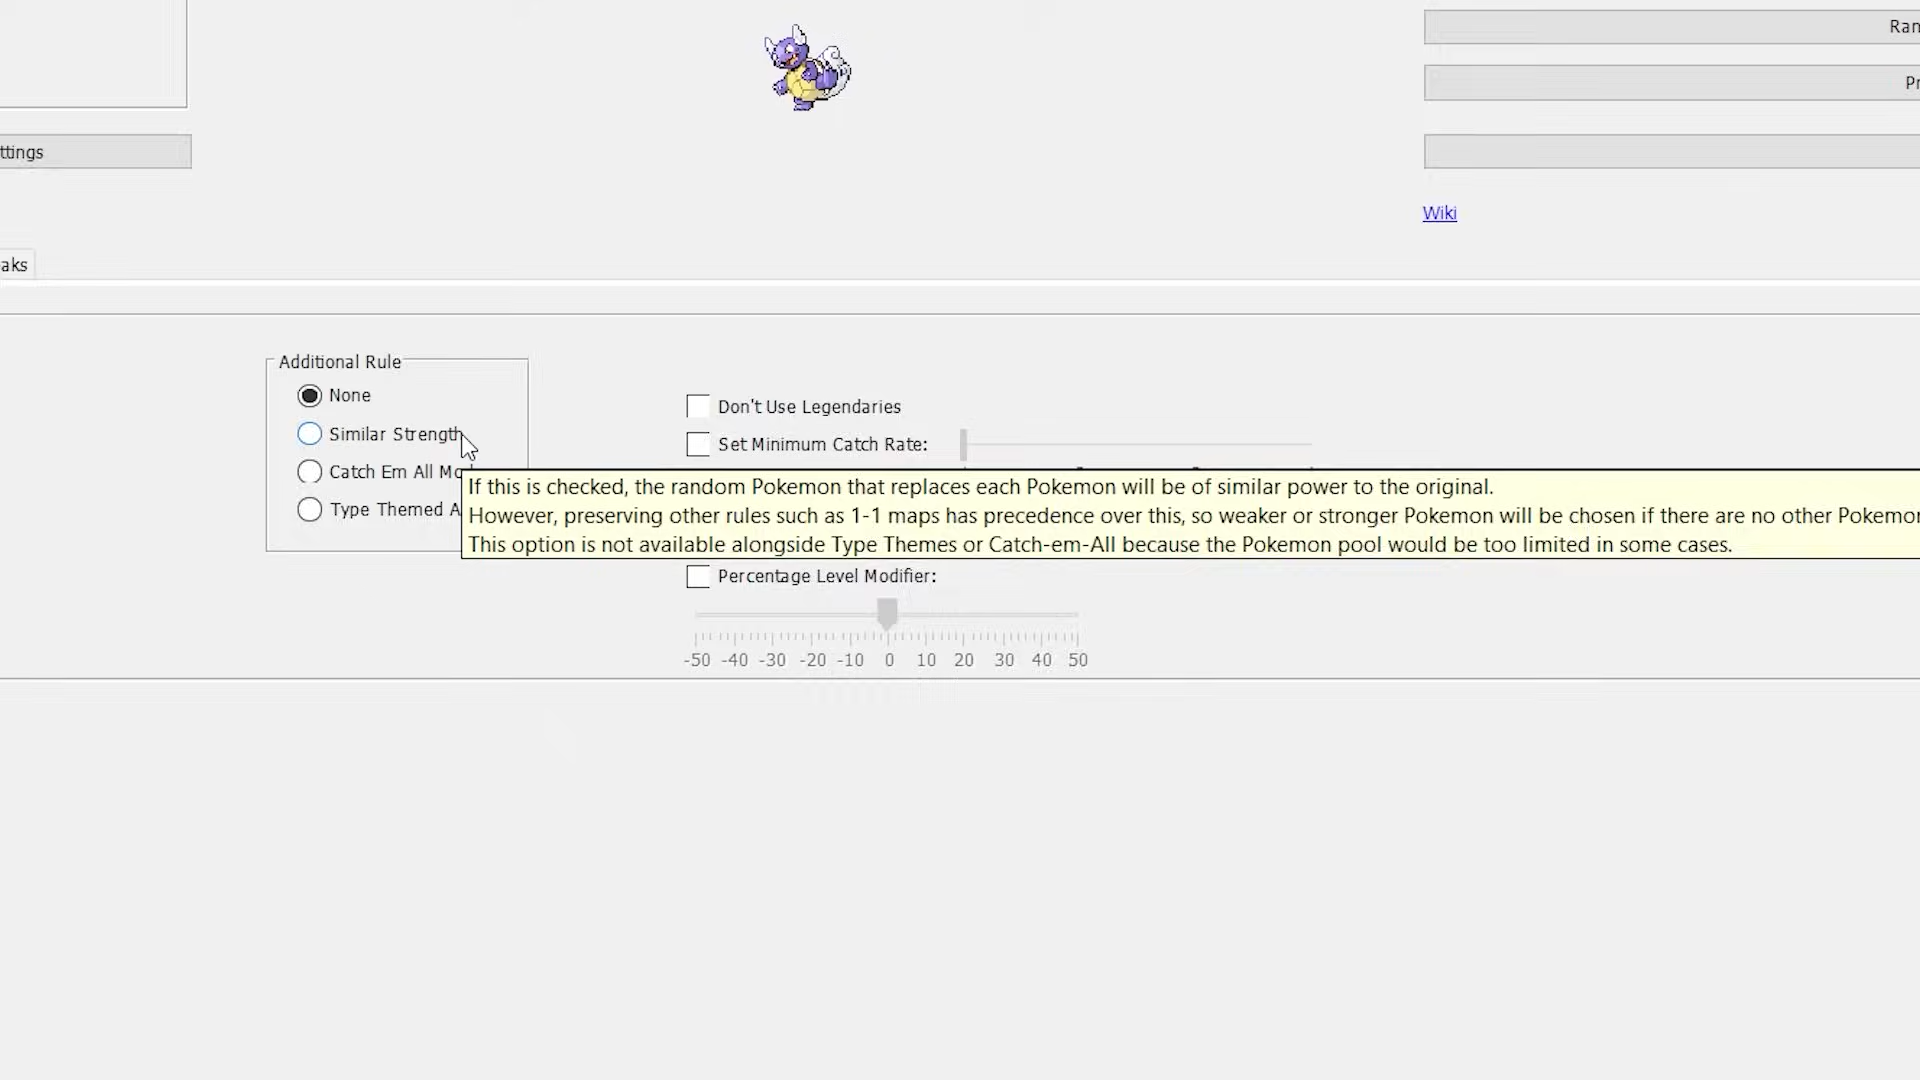 Ran
Pr
ttings
Wiki
aks
Additional Rule
None
Similar Strength
Catch Em All Mo
Type Themed A
Don't Use Legendaries
Set Minimum Catch Rate:
If this is checked, the random Pokemon that replaces each Pokemon will be of similar power to the original.
However, preserving other rules such as 1-1 maps has precedence over this, so weaker or stronger Pokemon will be chosen if there are no other Pokemon
This option is not available alongside Type Themes or Catch-em-All because the Pokemon pool would be too limited in some cases.
Percentage Level Modifier:
-50 -40 -30 -20 -10 0 10 20 30 40 50